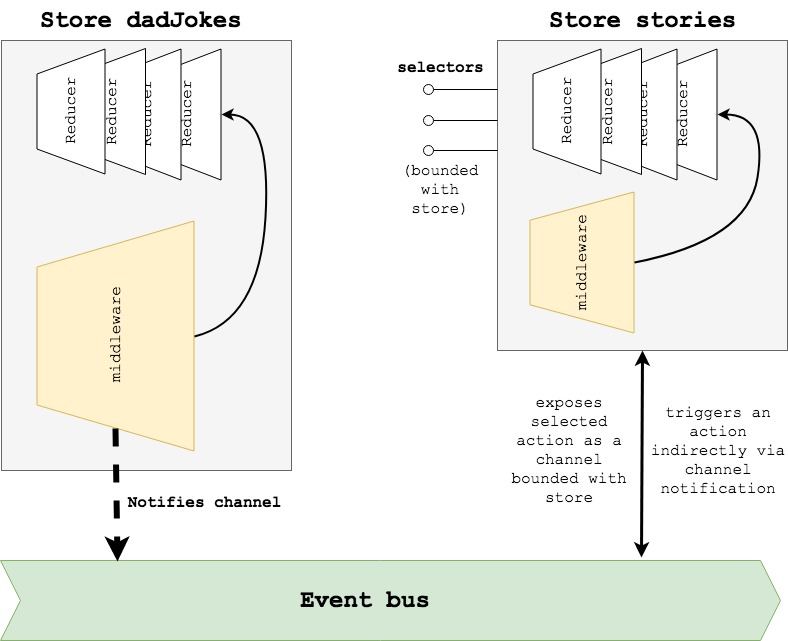 Store dadJokes
Reducer
Reducer
Reducer
Reducer
middleware
Notifies channel
Store stories
selectors
(bounded
with
store)
Reducer
Reducer
Reducer
Reducer
middleware
exposes
selected
action as a
channel
bounded with
store
triggers an
action
indirectly via
channel
notification
Event bus